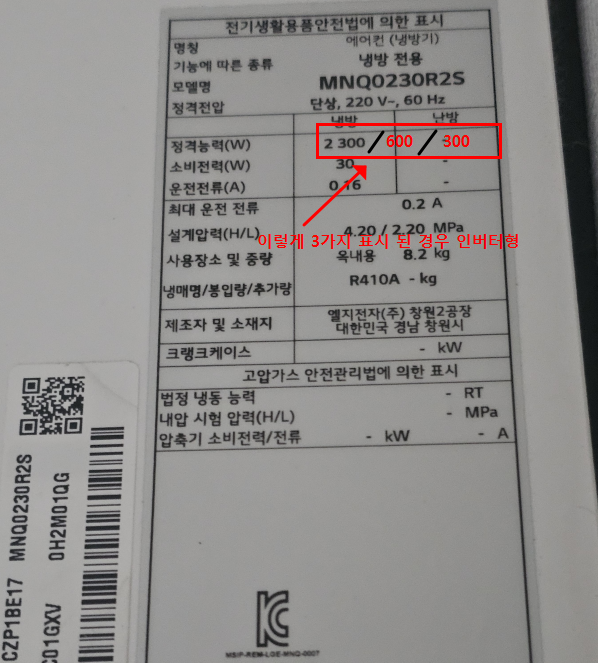 전기생활용품안전법에 의한 표시
명칭 에어컨 (냉방기)
기능에 따른 종류 냉방 전용
모델명 MNQ0230R2S
정격전압 단상, 220 V~, 60 Hz
냉방 난방
정격능력(W) 2 300 / 600 / 300 -
소비전력(W) 30 -
운전전류(A) 0.16 -
최대 운전 전류 0.2 A
설계압력(H/L) 4.20 / 2.20 MPa
이렇게 3가지 표시 된 경우 인버터형
사용장소 및 중량 옥내용 8.2 kg
냉매명/봉입량/추가량 R410A - kg
제조자 및 소재지 엘지전자(주) 창원2공장
대한민국 경남 창원시
크랭크케이스 - kW
고압가스 안전관리법에 의한 표시
법정 냉동 능력 - RT
내압 시험 압력(H/L) - MPa
압축기 소비전력/전류 - kW - A
MSIP-REM-LGE-MNQ-0007
CZP1BE17 MNQ0230R2S
C01GXV 0H2M01QG